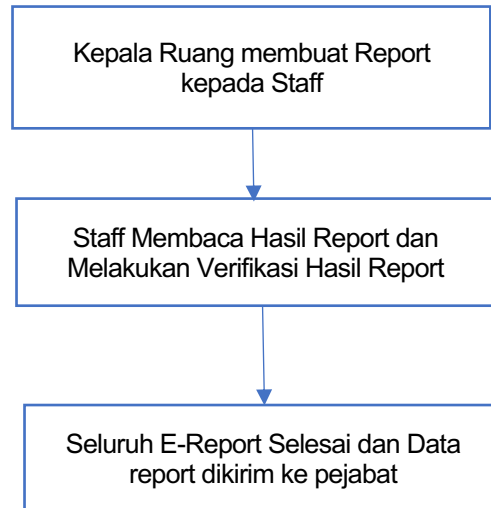 Kepala Ruang membuat Report
kepada Staff
Staff Membaca Hasil Report dan
Melakukan Verifikasi Hasil Report
Seluruh E-Report Selesai dan Data
report dikirim ke pejabat